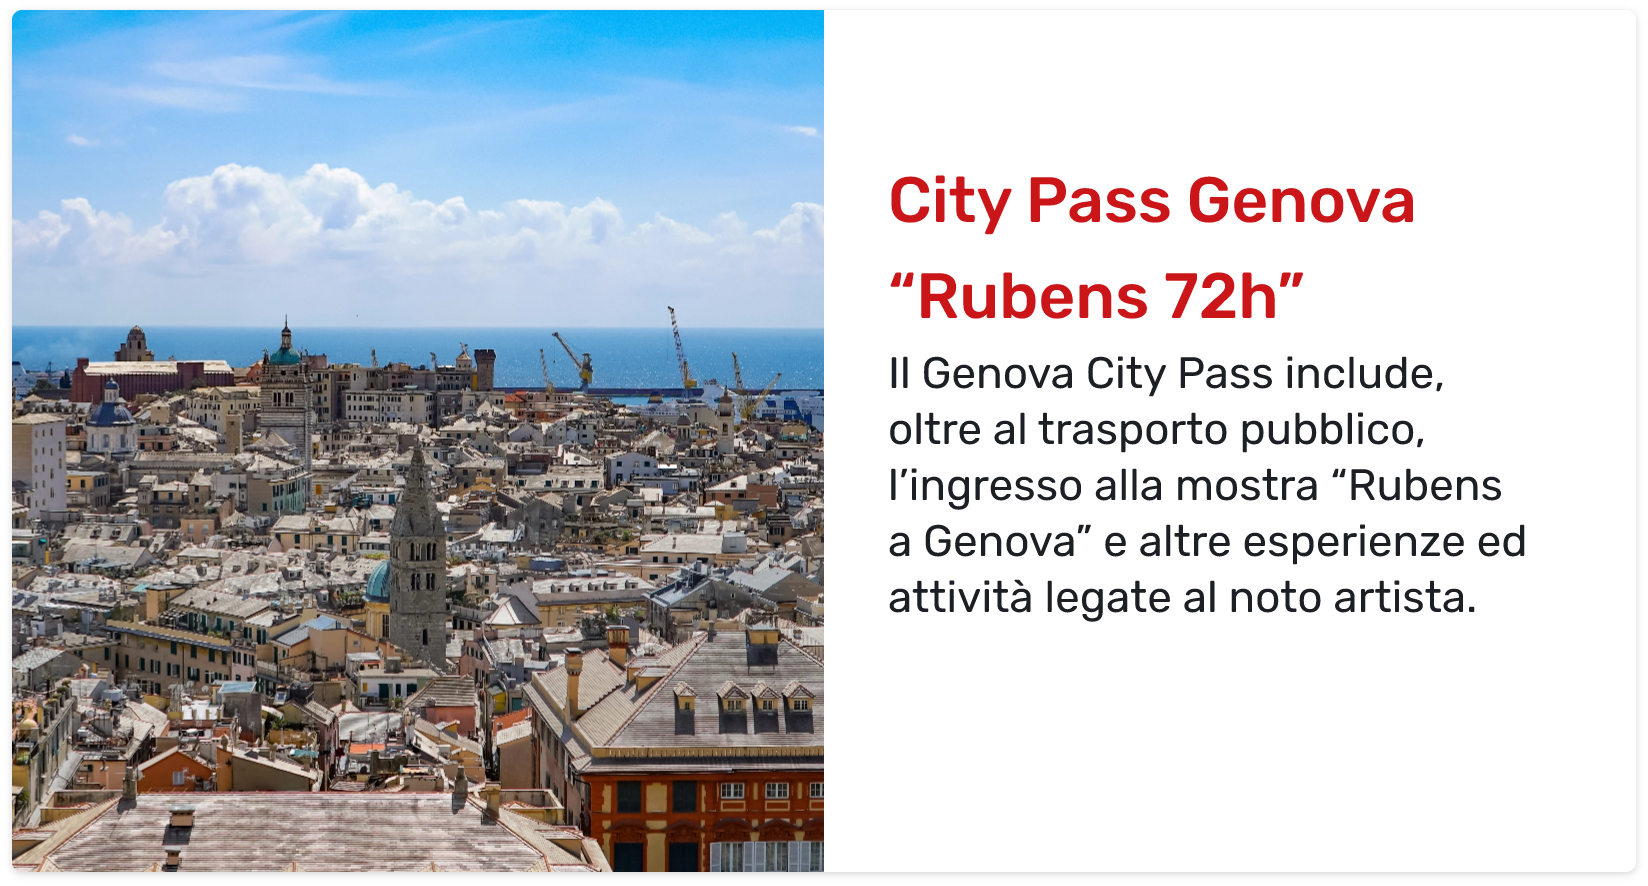 City Pass Genova
“Rubens 72h”
Il Genova City Pass include,
oltre al trasporto pubblico,
l’ingresso alla mostra “Rubens
a Genova” e altre esperienze ed
attività legate al noto artista.